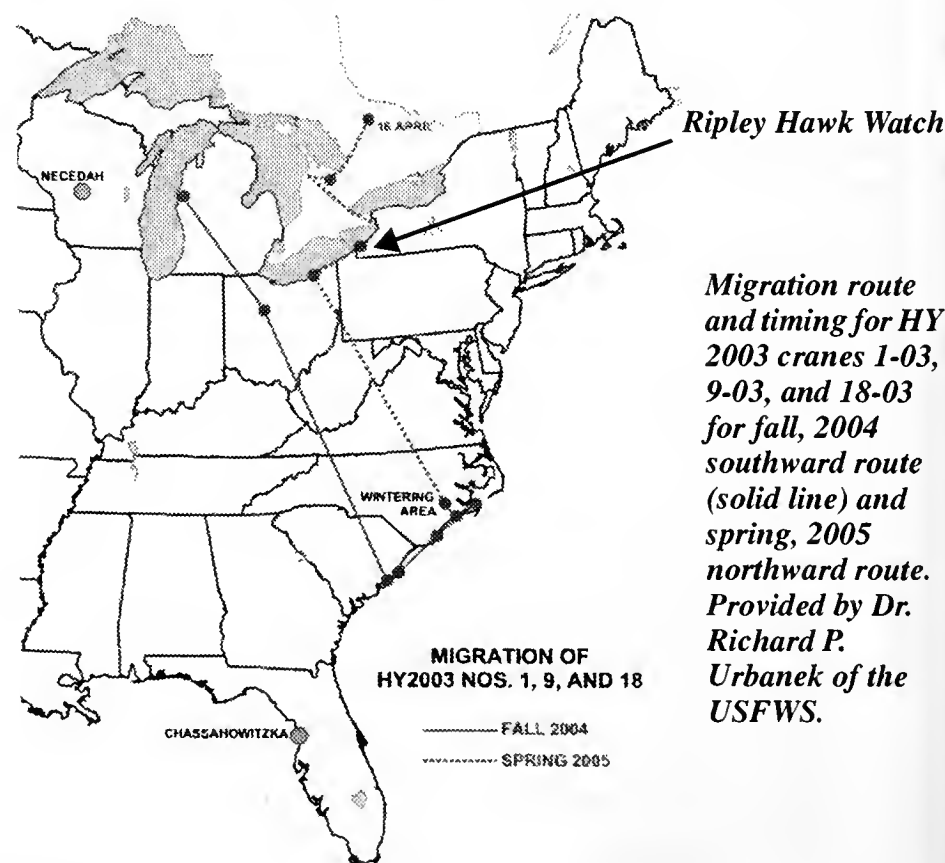 16 APRIL
Ripley Hawk Watch
NECEDAH
Migration route
and timing for HY
2003 cranes 1-03,
9-03, and 18-03
for fall, 2004
southward route
(solid line) and
spring, 2005
northward route.
Provided by Dr.
Richard P.
Urbanek of the
USFWS.
WINTERING
AREA
MIGRATION OF
HY2003 NOS. 1, 9, AND 18
FALL 2004
SPRING 2005
CHASSAHOWITZKA